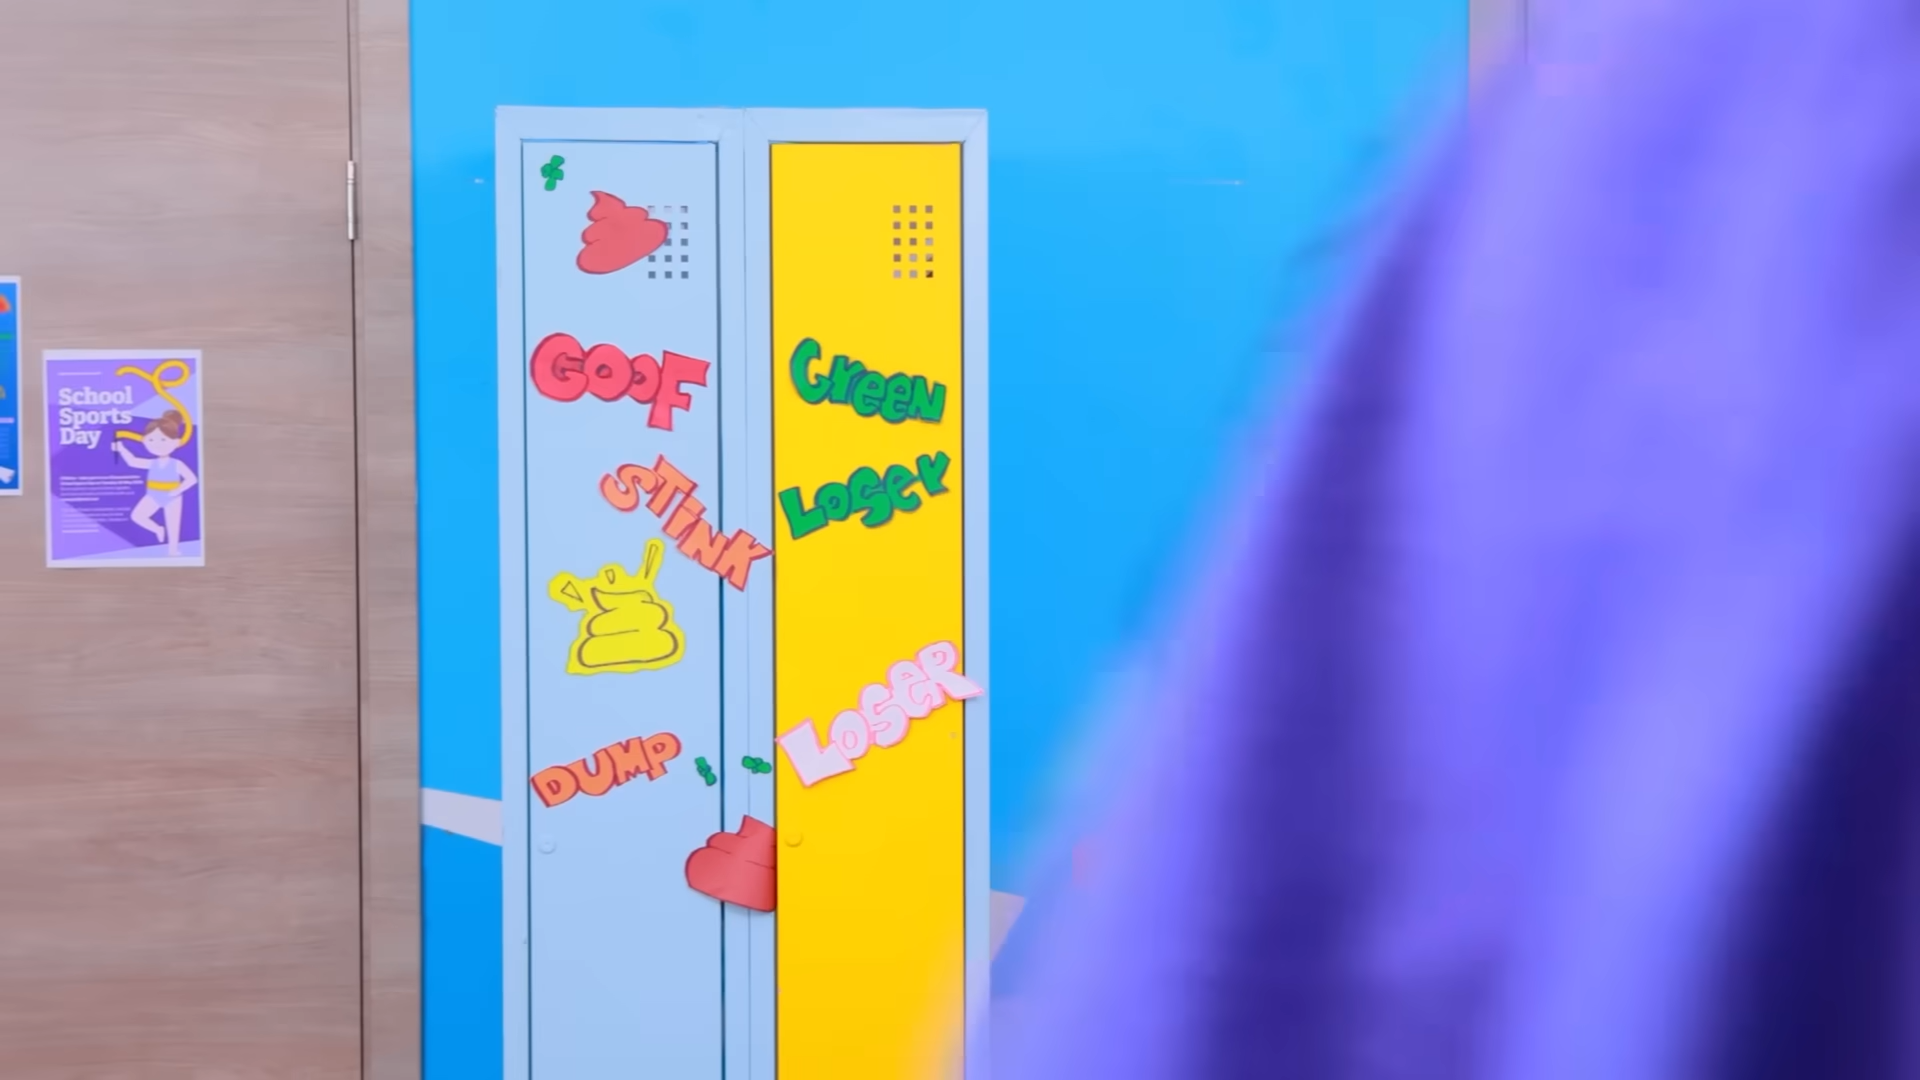 School
Sports
Day
GOOF
STINK
DUMP
Green
Loser
LOSER